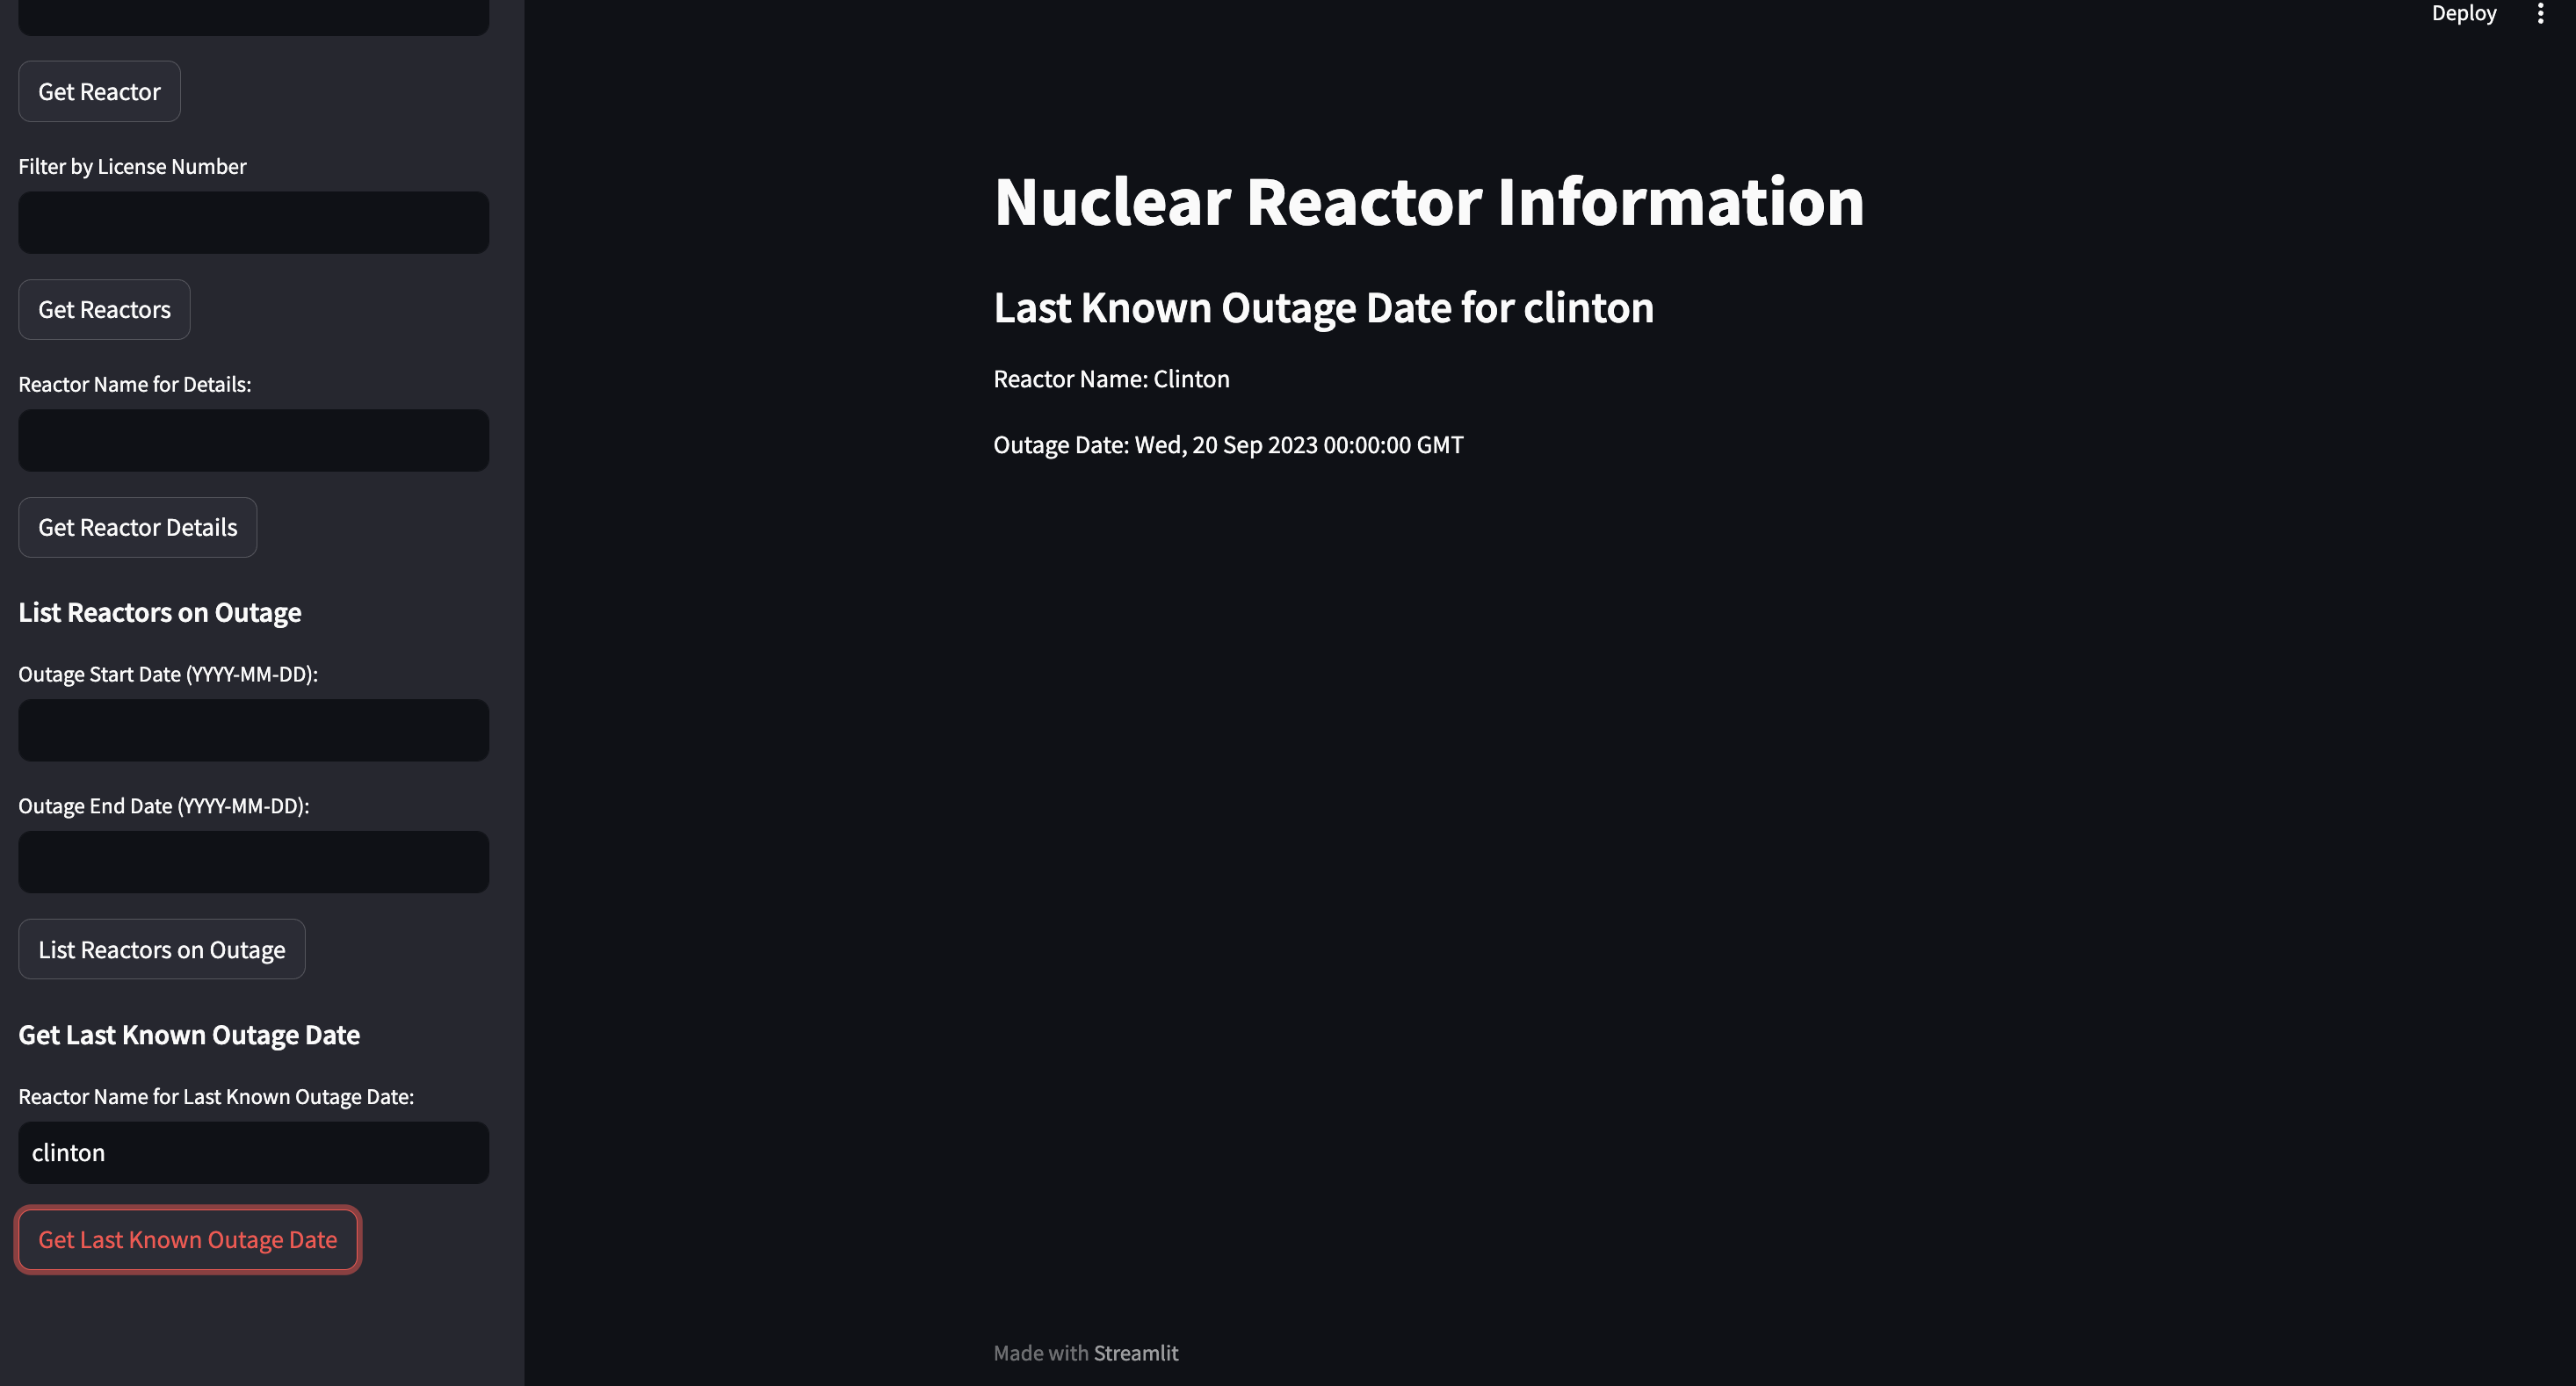 Deploy
Get Reactor
Filter by License Number
Get Reactors
Reactor Name for Details:
Get Reactor Details
List Reactors on Outage
Outage Start Date (YYYY-MM-DD):
Outage End Date (YYYY-MM-DD):
List Reactors on Outage
Get Last Known Outage Date
Reactor Name for Last Known Outage Date:
clinton
Get Last Known Outage Date
Nuclear Reactor Information
Last Known Outage Date for clinton
Reactor Name: Clinton
Outage Date: Wed, 20 Sep 2023 00:00:00 GMT
Made with Streamlit